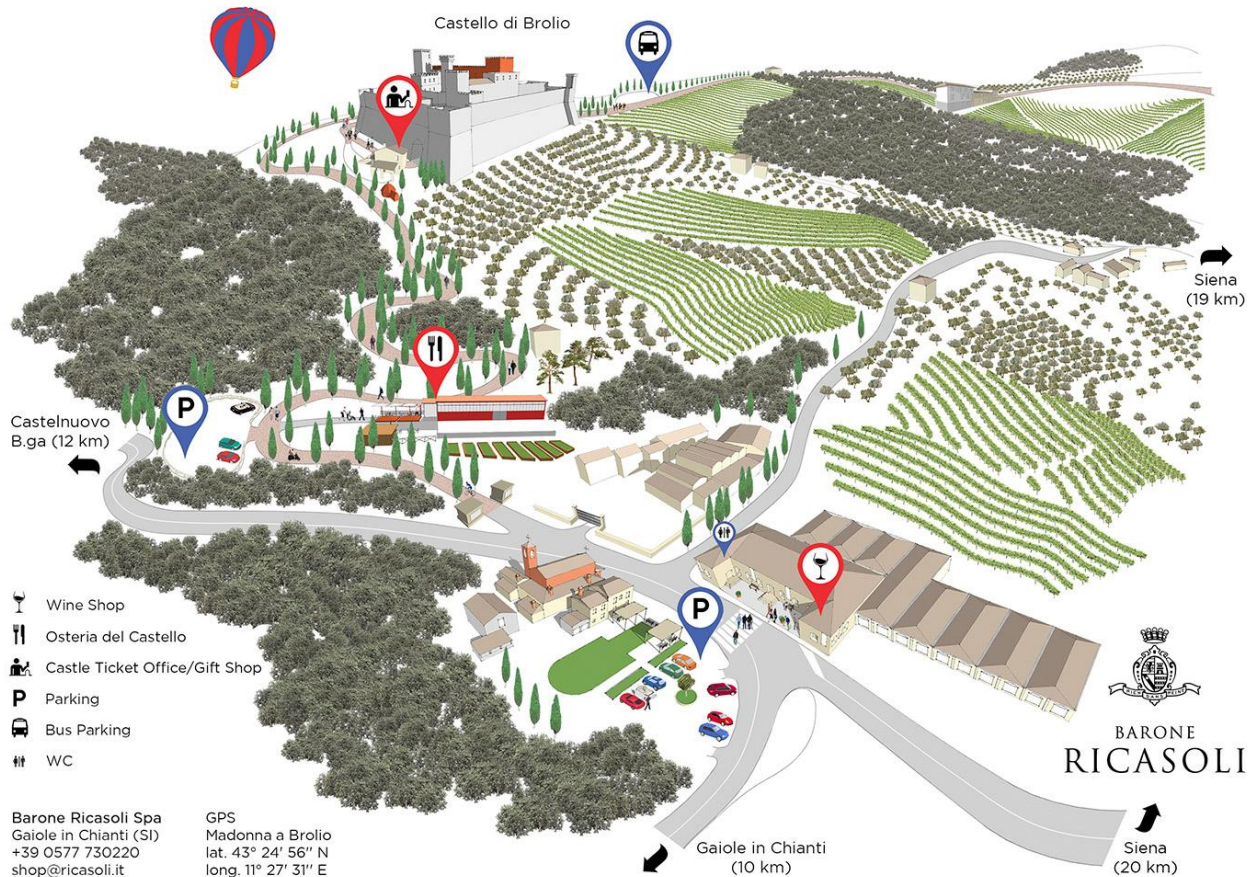 Castello di Brolio
Siena
(19 km)
Castelnuovo
B.ga (12 km)
P
P
Wine Shop
Osteria del Castello
Castle Ticket Office/Gift Shop
P Parking
Bus Parking
WC
BARONE
RICASOLI
Barone Ricasoli Spa
Gaiole in Chianti (SI)
+39 0577 730220
shop@ricasoli.it
GPS
Madonna a Brolio
lat. 43° 24' 56'' N
long. 11° 27' 31'' E
Gaiole in Chianti
(10 km)
Siena
(20 km)